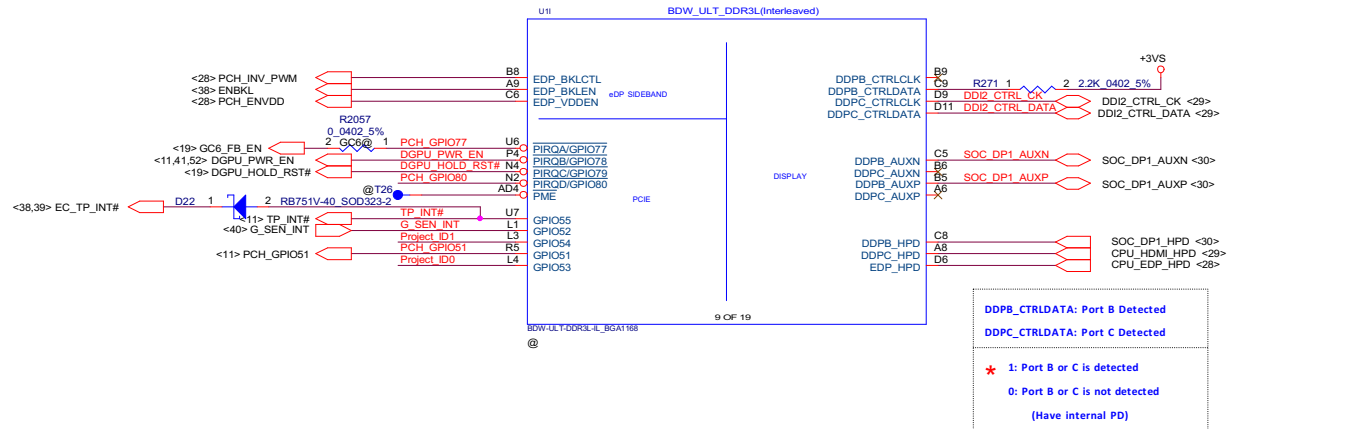 U1I
BDW_ULT_DDR3L(Interleaved)
+3VS
<28> PCH_INV_PWM
B8
EDP_BKLCTL
<38> ENBKL
A9
EDP_BKLEN
<28> PCH_ENVDD
C6
EDP_VDDEN
eDP SIDEBAND
DDPB_CTRLCLK
B9
DDPB_CTRLDATA
C9
R271 1
2 2.2K_0402_5%
DDPC_CTRLCLK
D9
DDI2_CTRL_CK
DDI2_CTRL_CK <29>
DDPC_CTRLDATA
D11
DDI2_CTRL_DATA
DDI2_CTRL_DATA <29>
R2057
0_0402_5%
<19> GC6_FB_EN
2 GC6@ 1
PCH_GPIO77
U6
PIRQA/GPIO77
<11,41,52> DGPU_PWR_EN
DGPU_PWR_EN
P4
PIRQB/GPIO78
<19> DGPU_HOLD_RST#
DGPU_HOLD_RST#
N4
PIRQC/GPIO79
PCH_GPIO80
N2
PIRQD/GPIO80
@T26
AD4
PME
PCIE
DISPLAY
DDPB_AUXN
C5
SOC_DP1_AUXN
SOC_DP1_AUXN <30>
DDPC_AUXN
B6
DDPB_AUXP
B5
SOC_DP1_AUXP
SOC_DP1_AUXP <30>
DDPC_AUXP
A6
<38,39> EC_TP_INT#
D22
1
2
RB751V-40_SOD323-2
<11> TP_INT#
TP_INT#
U7
GPIO55
<40> G_SEN_INT
G_SEN_INT
L1
GPIO52
Project_ID1
L3
GPIO54
<11> PCH_GPIO51
PCH_GPIO51
R5
GPIO51
Project_ID0
L4
GPIO53
DDPB_HPD
C8
SOC_DP1_HPD <30>
DDPC_HPD
A8
CPU_HDMI_HPD <29>
EDP_HPD
D6
CPU_EDP_HPD <28>
9 OF 19
BDW-ULT-DDR3L-IL_BGA1168
@
DDPB_CTRLDATA: Port B Detected
DDPC_CTRLDATA: Port C Detected
* 1: Port B or C is detected
0: Port B or C is not detected
(Have internal PD)